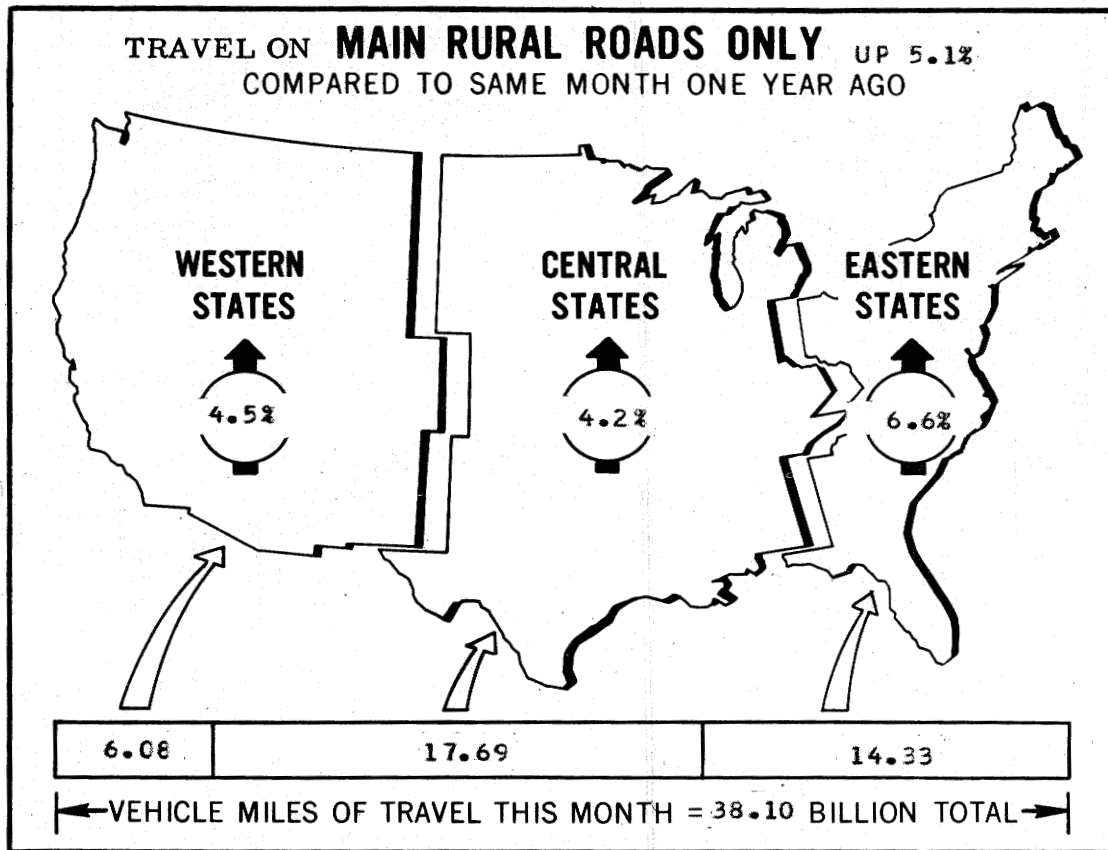 TRAVEL ON MAIN RURAL ROADS ONLY UP 5.1%
COMPARED TO SAME MONTH ONE YEAR AGO
WESTERN
STATES
4.5%
CENTRAL
STATES
4.2%
EASTERN
STATES
6.6%
6.08 17.69 14.33
VEHICLE MILES OF TRAVEL THIS MONTH = 38.10 BILLION TOTAL